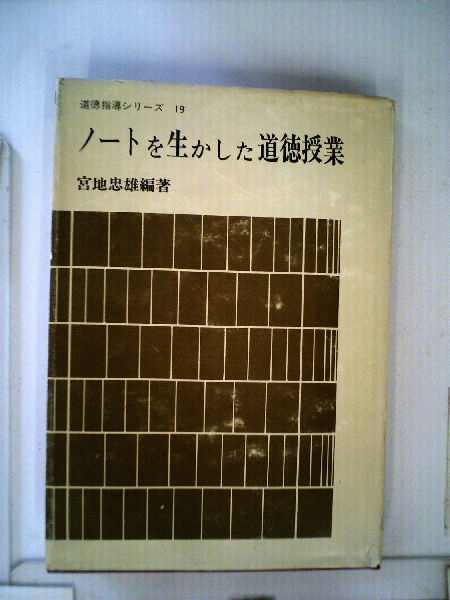 道徳指導シリーズ 19
ノートを生かした道徳授業
宮地忠雄編著